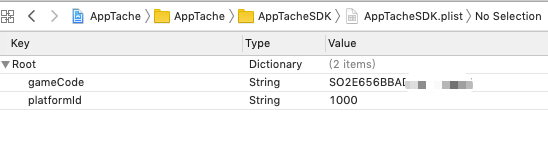 AppTache AppTache AppTacheSDK AppTacheSDK.plist No Selection
Key Type Value
Root Dictionary (2 items)
gameCode String SO2E656BBAD
platformId String 1000